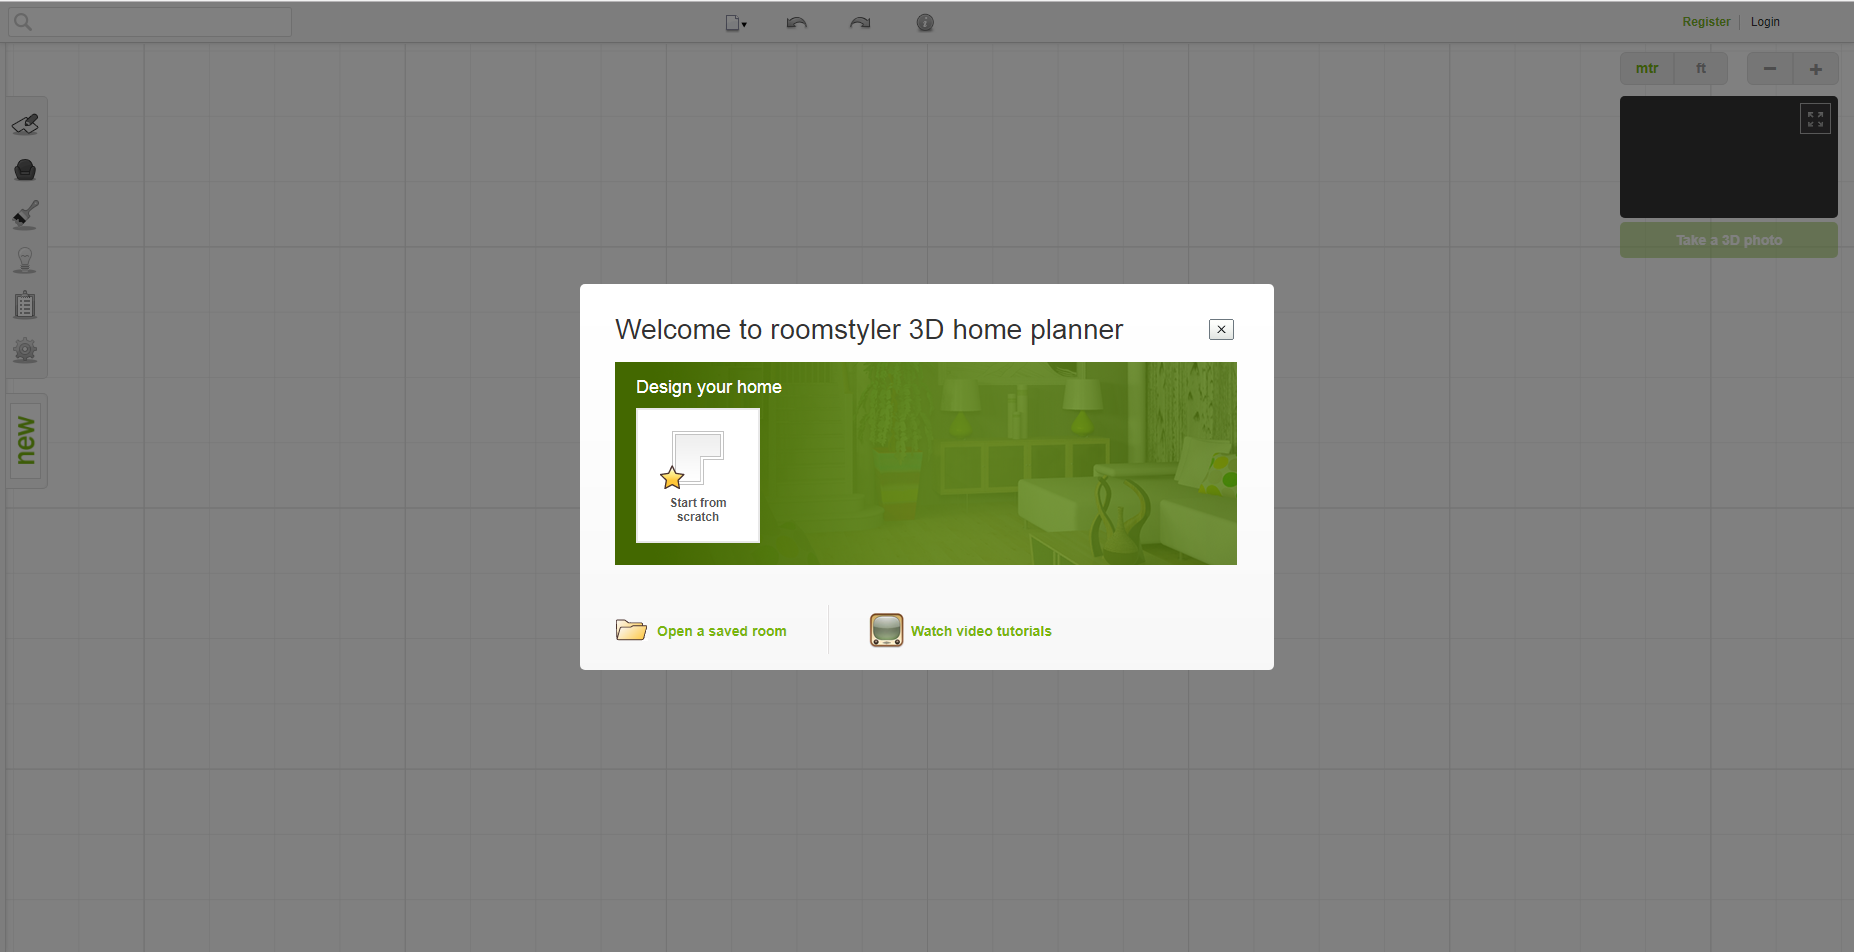 Register
Login
mtr
ft
Take a 3D photo
new
Welcome to roomstyler 3D home planner
Design your home
Start from
scratch
Open a saved room
Watch video tutorials